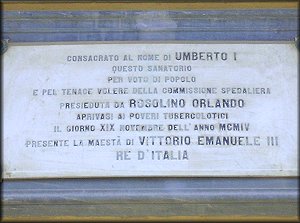 CONSACRATO AL NOME DI UMBERTO I
QUESTO SANATORIO
PER VOTO DI POPOLO
E PEL TENACE VOLERE DELLA COMMISSIONE SPEDALIERA
PRESIEDUTA DA ROSOLINO ORLANDO
APRIVASI AI POVERI TUBERCOLOTICI
IL GIORNO XIX NOVEMBRE DELL'ANNO MCMIV
PRESENTE LA MAESTÀ DI VITTORIO EMANUELE III
RE D'ITALIA